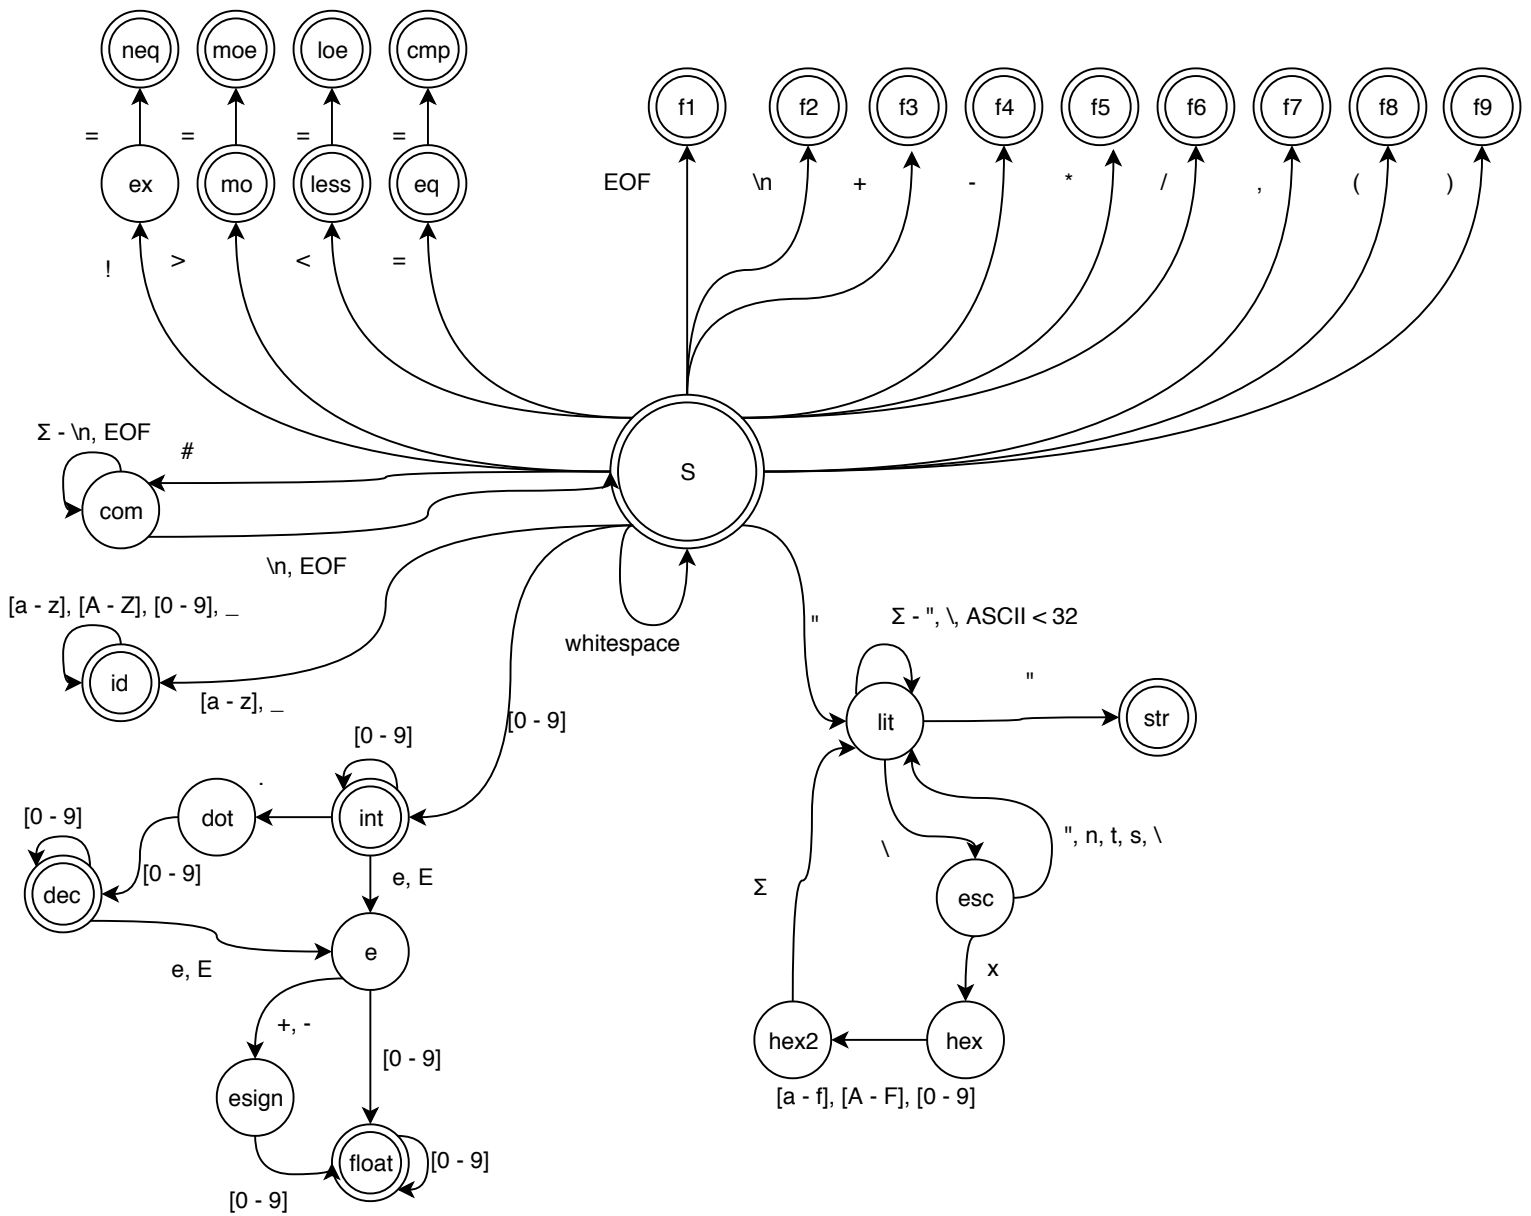 neq moe loe cmp
f1 f2 f3 f4 f5 f6 f7 f8 f9
= = = =
ex mo less eq
EOF \n + - * / , ( )
! > < =
Σ - \n, EOF
#
S
com
\n, EOF
[a - z], [A - Z], [0 - 9], _
Σ - ", \, ASCII < 32
"
whitespace
id
"
[a - z], _
[0 - 9]
lit
str
[0 - 9]
.
[0 - 9]
dot
int
", n, t, s, \
\
[0 - 9]
e, E
Σ
dec
esc
e
e, E
x
+, -
hex2
hex
[0 - 9]
esign
[a - f], [A - F], [0 - 9]
float
[0 - 9]
[0 - 9]